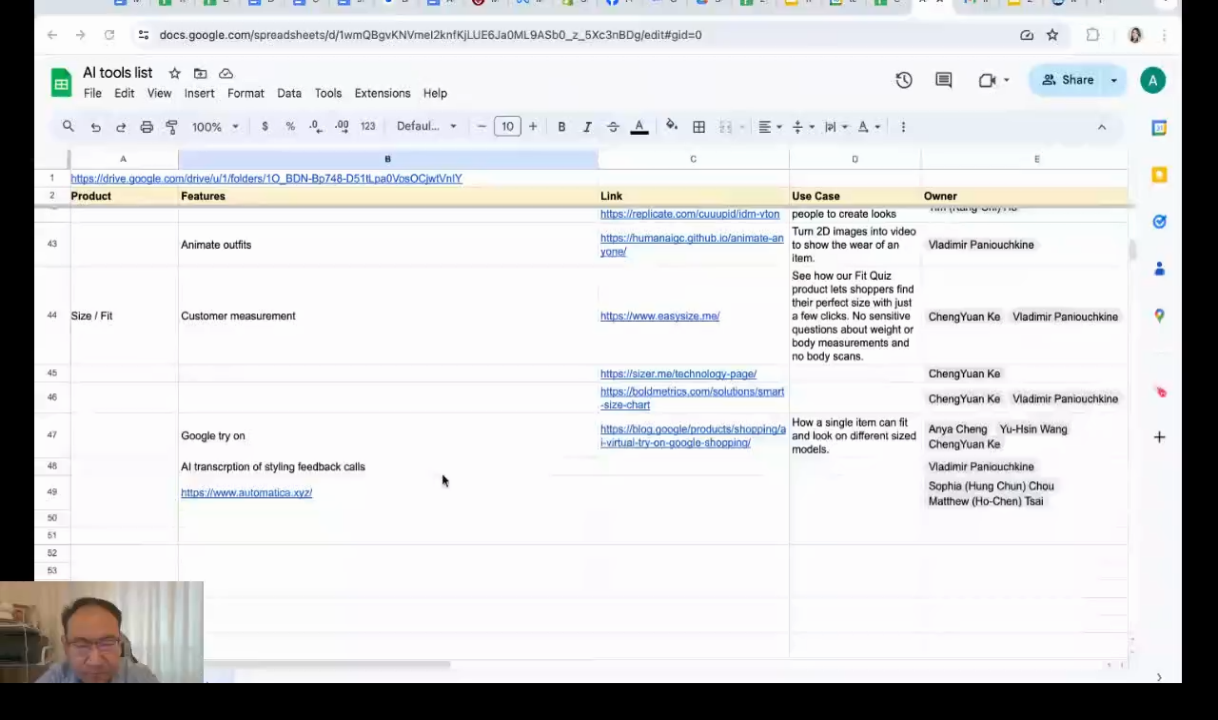 docs.google.com/spreadsheets/d/1wmQBgvKNVmeI2knfKjLUE6Ja0ML9ASb0_z_5Xc3nBDg/edit#gid=0
AI tools list
File Edit View Insert Format Data Tools Extensions Help
Share
A
100% $ % .0 .00 123 Defaul... 10 B I A
A B C D E
1 https://drive.google.com/drive/u/1/folders/1O_BDN-Bp748-D51tLpa0VosOCjwtVnIY
2 Product Features Link Use Case Owner
https://replicate.com/cuuupid/idm-vton people to create looks
43 Animate outfits https://humanaigc.github.io/animate-an
yone/ Turn 2D images into video
to show the wear of an
item. Vladimir Paniouchkine
44 Size / Fit Customer measurement https://www.easysize.me/ See how our Fit Quiz
product lets shoppers find
their perfect size with just
a few clicks. No sensitive
questions about weight or
body measurements and
no body scans. ChengYuan Ke Vladimir Paniouchkine
45 https://sizer.me/technology-page/ ChengYuan Ke
46 https://boldmetrics.com/solutions/smart
-size-chart ChengYuan Ke Vladimir Paniouchkine
47 Google try on https://blog.google/products/shopping/a
i-virtual-try-on-google-shopping/ How a single item can fit
and look on different sized
models. Anya Cheng Yu-Hsin Wang
ChengYuan Ke
48 AI transcrption of styling feedback calls Vladimir Paniouchkine
49 https://www.automatica.xyz/ Sophia (Hung Chun) Chou
Matthew (Ho-Chen) Tsai
50
51
52
53